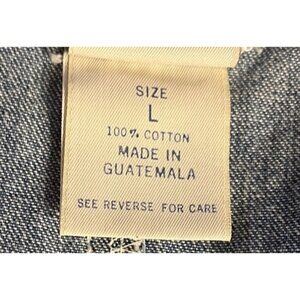 SIZE
L
100% COTTON
MADE IN
GUATEMALA
SEE REVERSE FOR CARE